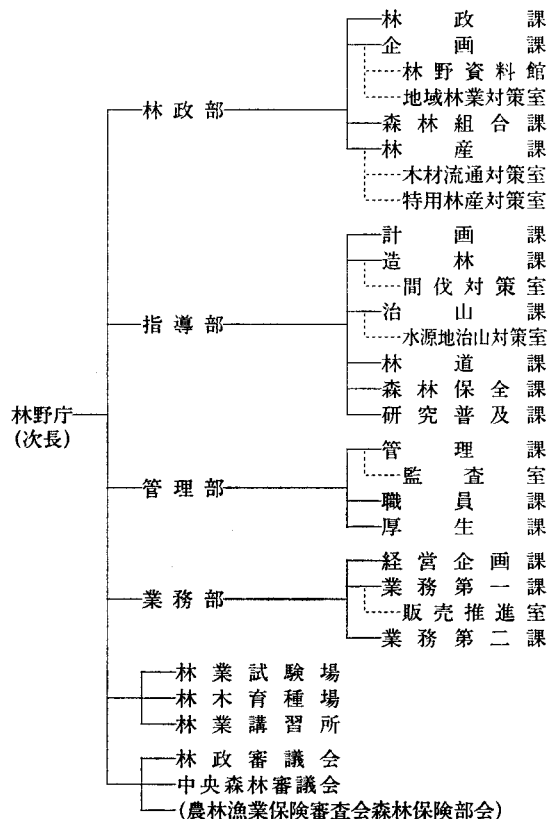 林政課
企画課
林野資料館
地域林業対策室
林政部
森林組合課
林産課
木材流通対策室
特用林産対策室
計画課
造林課
間伐対策室
治山課
指導部
水源地治山対策室
林道課
森林保全課
研究普及課
林野庁
(次長)
管理課
監査室
管理部
職員課
厚生課
経営企画課
業務第一課
業務部
販売推進室
業務第二課
林業試験場
林木育種場
林業講習所
林政審議会
中央森林審議会
(農林漁業保険審査会森林保険部会)